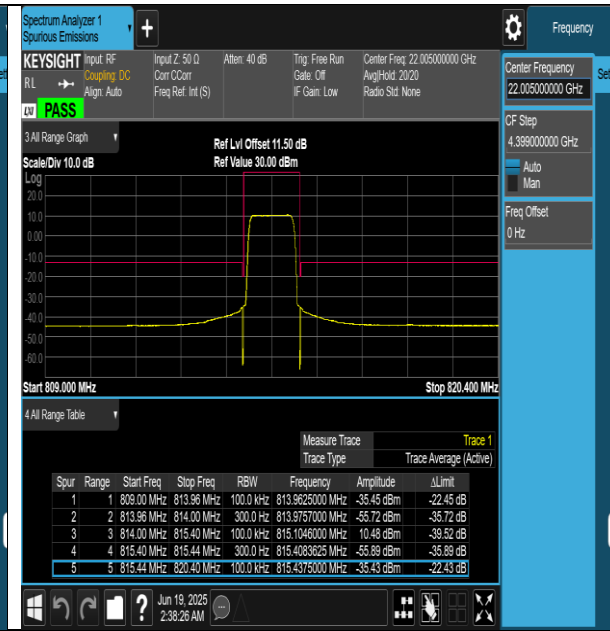 Spectrum Analyzer 1
Spurious Emissions
+
Frequency
KEYSIGHT
RL
Input: RF
Coupling: DC
Align: Auto
Input Z: 50 Ω
Corr CCorr
Freq Ref: Int (S)
Atten: 40 dB
Trig: Free Run
Gate: Off
IF Gain: Low
Center Freq: 22.005000000 GHz
Avg|Hold: 20/20
Radio Std: None
LXI PASS
Center Frequency
22.005000000 GHz
CF Step
4.399000000 GHz
Auto
Man
Freq Offset
0 Hz
3 All Range Graph
Scale/Div 10.0 dB
Ref Lvl Offset 11.50 dB
Ref Value 30.00 dBm
Log
20.0
10.0
0.00
-10.0
-20.0
-30.0
-40.0
-50.0
-60.0
Start 809.000 MHz
Stop 820.400 MHz
4 All Range Table
Measure Trace Trace 1
Trace Type Trace Average (Active)
Spur Range Start Freq Stop Freq RBW Frequency Amplitude ΔLimit
1 1 809.00 MHz 813.96 MHz 100.0 kHz 813.9625000 MHz -35.45 dBm -22.45 dB
2 2 813.96 MHz 814.00 MHz 300.0 Hz 813.9757000 MHz -55.72 dBm -35.72 dB
3 3 814.00 MHz 815.40 MHz 100.0 kHz 815.1046000 MHz 10.48 dBm -39.52 dB
4 4 815.40 MHz 815.44 MHz 300.0 Hz 815.4083625 MHz -55.89 dBm -35.89 dB
5 5 815.44 MHz 820.40 MHz 100.0 kHz 815.4375000 MHz -35.43 dBm -22.43 dB
?
Jun 19, 2025
2:38:26 AM